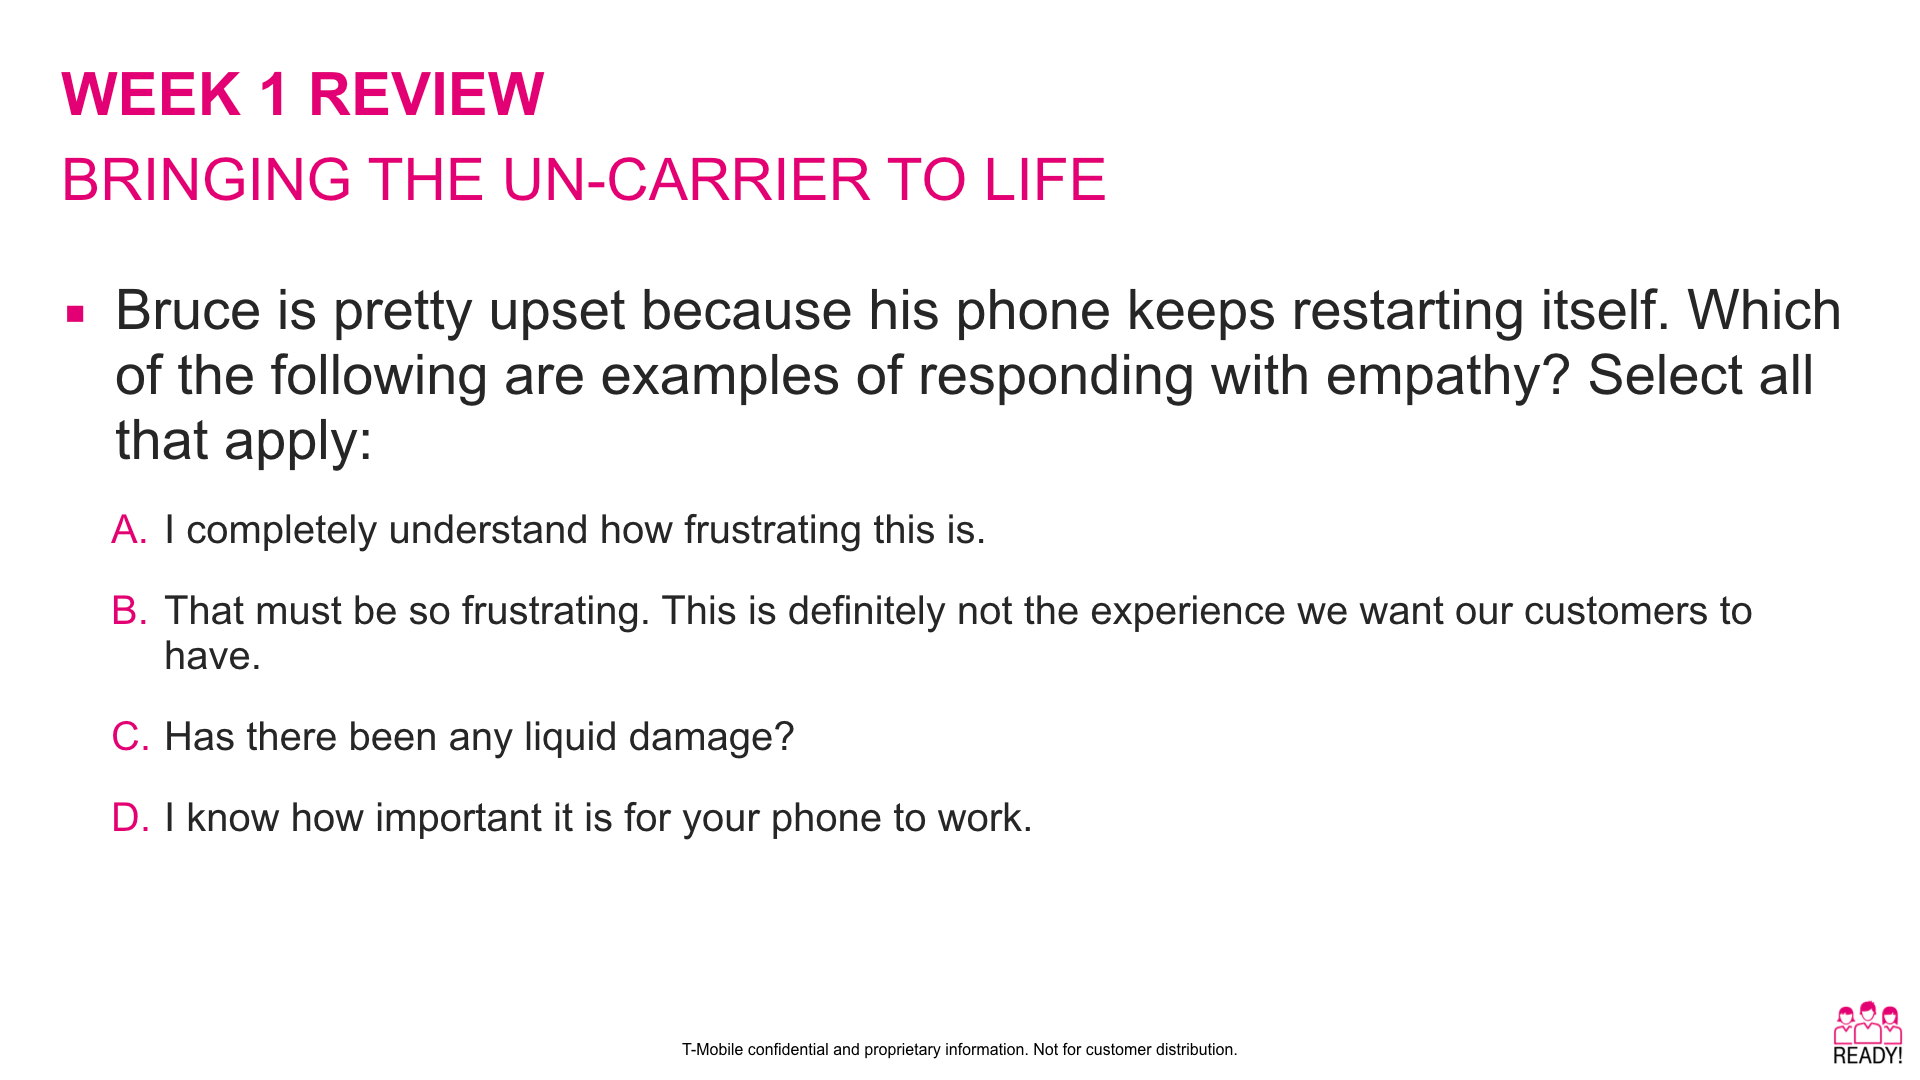 WEEK 1 REVIEW
BRINGING THE UN-CARRIER TO LIFE
▪ Bruce is pretty upset because his phone keeps restarting itself. Which
of the following are examples of responding with empathy? Select all
that apply:
A. I completely understand how frustrating this is.
B. That must be so frustrating. This is definitely not the experience we want our customers to
have.
C. Has there been any liquid damage?
D. I know how important it is for your phone to work.
T-Mobile confidential and proprietary information. Not for customer distribution.
READY!